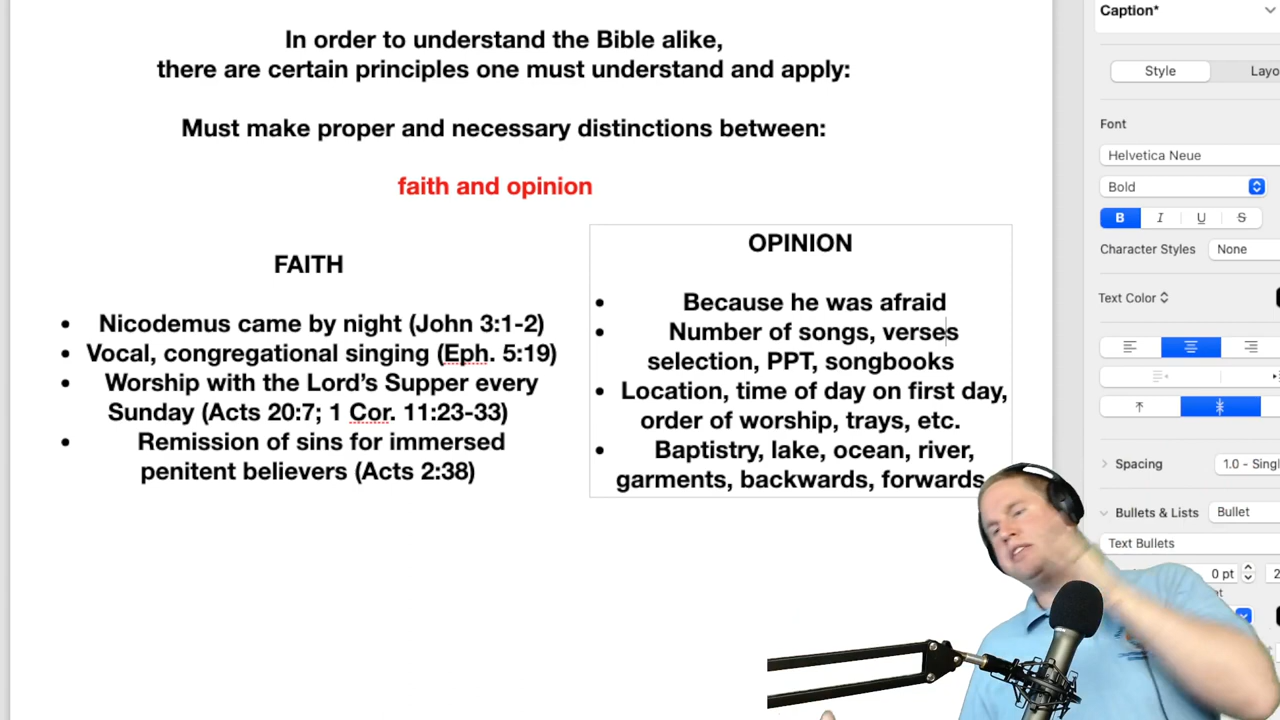 In order to understand the Bible alike,
there are certain principles one must understand and apply:
Must make proper and necessary distinctions between:
faith and opinion
FAITH
• Nicodemus came by night (John 3:1-2)
• Vocal, congregational singing (Eph. 5:19)
• Worship with the Lord's Supper every
Sunday (Acts 20:7; 1 Cor. 11:23-33)
• Remission of sins for immersed
penitent believers (Acts 2:38)
OPINION
• Because he was afraid
• Number of songs, verses
selection, PPT, songbooks
• Location, time of day on first day,
order of worship, trays, etc.
• Baptistry, lake, ocean, river,
garments, backwards, forwards
Caption*
Style
Layo
Font
Helvetica Neue
Bold
B I U S
Character Styles None
Text Color
Spacing 1.0 - Singl
Bullets & Lists Bullet
Text Bullets
0 pt 2